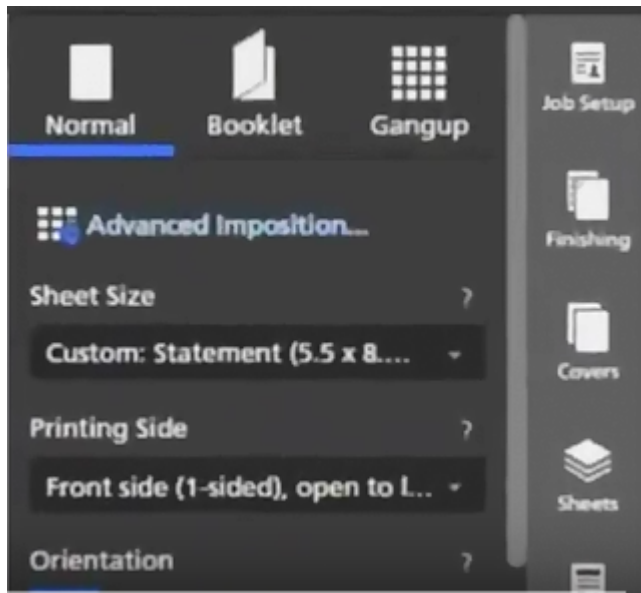 Normal Booklet Gangup
Job Setup
Advanced Imposition...
Finishing
Sheet Size ?
Custom: Statement (5.5 x 8....
Covers
Printing Side ?
Front side (1-sided), open to l...
Sheets
Orientation ?